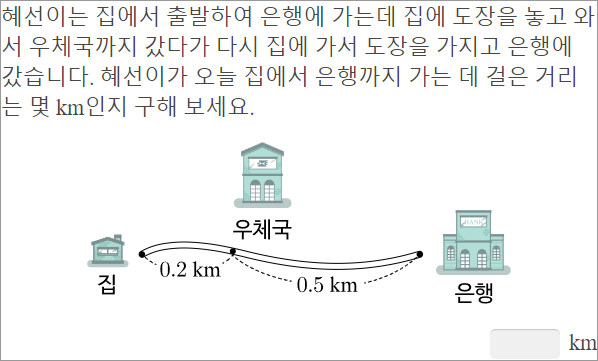 혜선이는 집에서 출발하여 은행에 가는데 집에 도장을 놓고 와
서 우체국까지 갔다가 다시 집에 가서 도장을 가지고 은행에
갔습니다. 혜선이가 오늘 집에서 은행까지 가는 데 걸은 거리
는 몇 km인지 구해 보세요.
우체국
BANK
집
0.2 km
0.5 km
은행
km